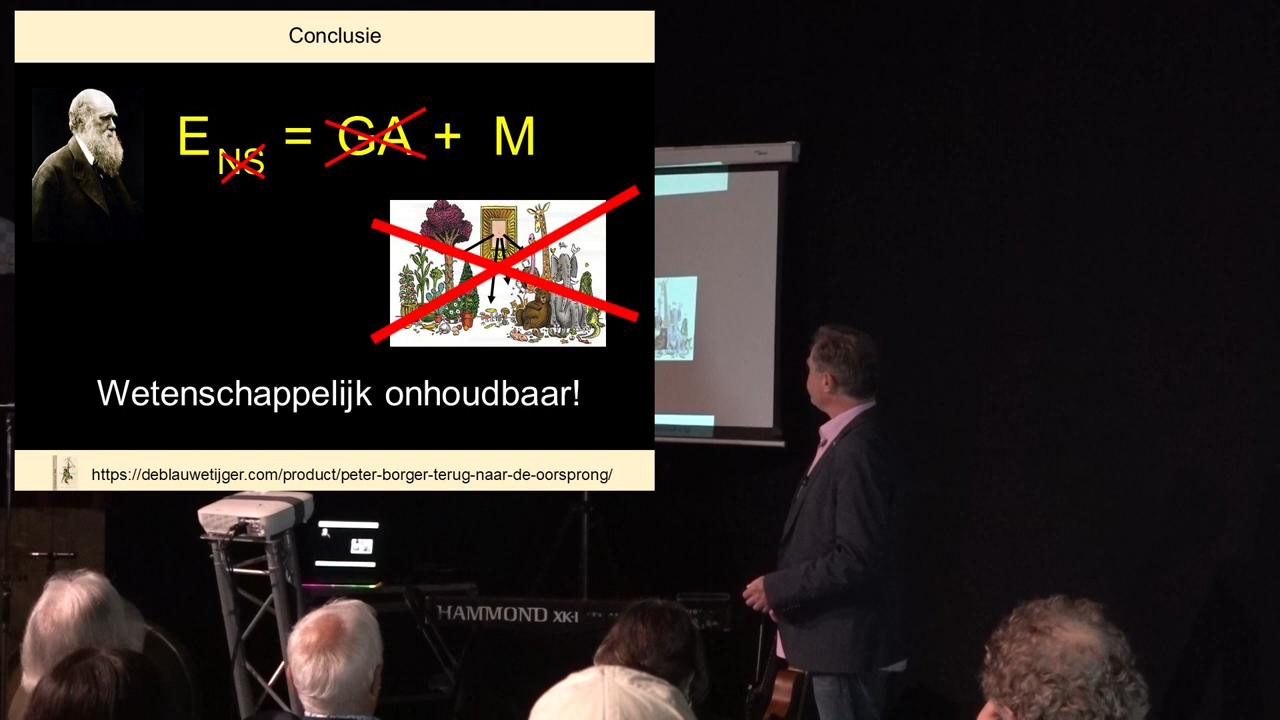 Conclusie
E NS = GA + M
Wetenschappelijk onhoudbaar!
https://deblauwetijger.com/product/peter-borger-terug-naar-de-oorsprong/
HAMMOND XK-1